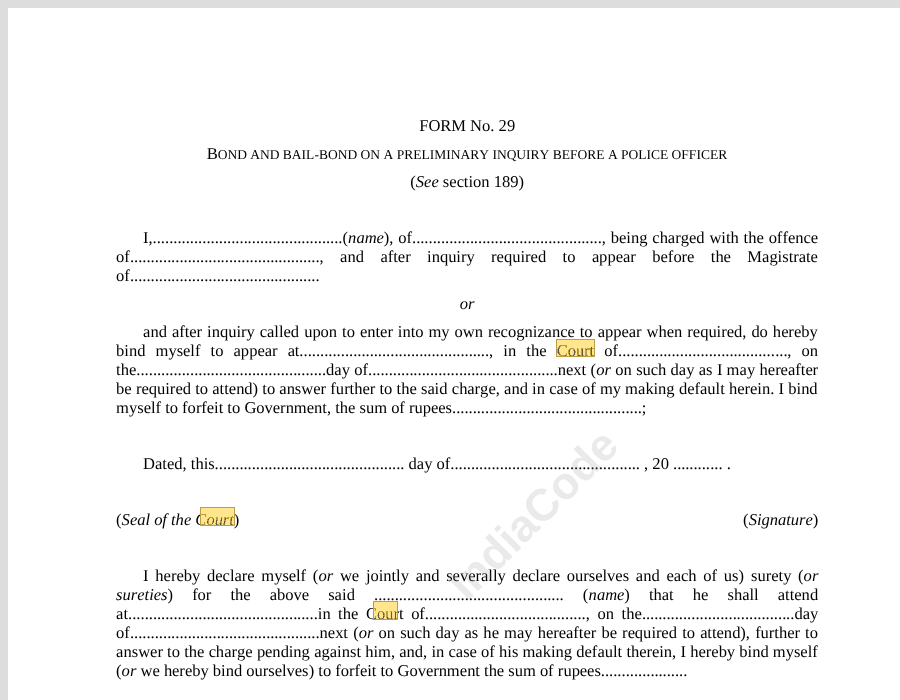 FORM No. 29
BOND AND BAIL-BOND ON A PRELIMINARY INQUIRY BEFORE A POLICE OFFICER
(See section 189)
I,..............................................(name), of.............................................., being charged with the offence
of.............................................., and after inquiry required to appear before the Magistrate
of..............................................
or
and after inquiry called upon to enter into my own recognizance to appear when required, do hereby
bind myself to appear at.............................................., in the Court of........................................., on
the..............................................day of..............................................next (or on such day as I may hereafter
be required to attend) to answer further to the said charge, and in case of my making default herein. I bind
myself to forfeit to Government, the sum of rupees..............................................;
Dated, this.............................................. day of.............................................. , 20 ............ .
(Seal of the Court) (Signature)
I hereby declare myself (or we jointly and severally declare ourselves and each of us) surety (or
sureties) for the above said .............................................. (name) that he shall attend
at..............................................in the Court of......................................., on the.....................................day
of..............................................next (or on such day as he may hereafter be required to attend), further to
answer to the charge pending against him, and, in case of his making default therein, I hereby bind myself
(or we hereby bind ourselves) to forfeit to Government the sum of rupees.....................
IndiaCode